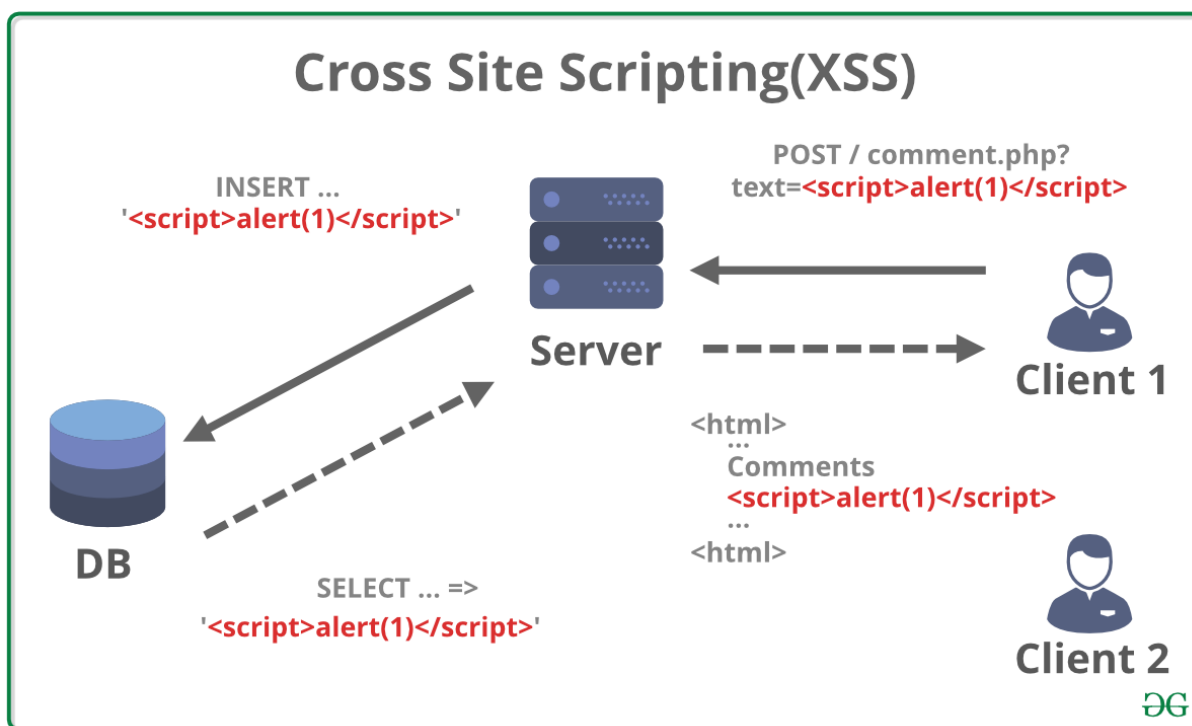 Cross Site Scripting(XSS)
POST / comment.php?
text=<script>alert(1)</script>
INSERT ...
'<script>alert(1)</script>'
Server
Client 1
<html>
...
Comments
<script>alert(1)</script>
...
<html>
DB
SELECT ... =>
'<script>alert(1)</script>'
Client 2